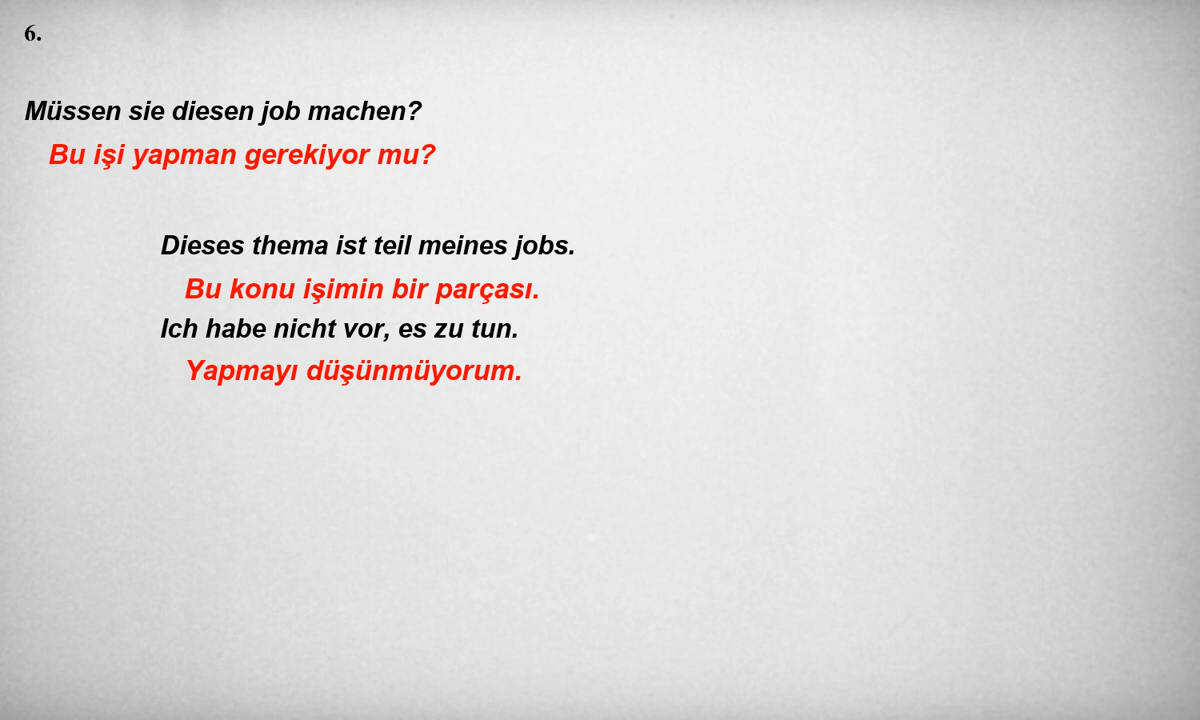 6.
Müssen sie diesen job machen?
Bu işi yapman gerekiyor mu?
Dieses thema ist teil meines jobs.
Bu konu işimin bir parçası.
Ich habe nicht vor, es zu tun.
Yapmayı düşünmüyorum.